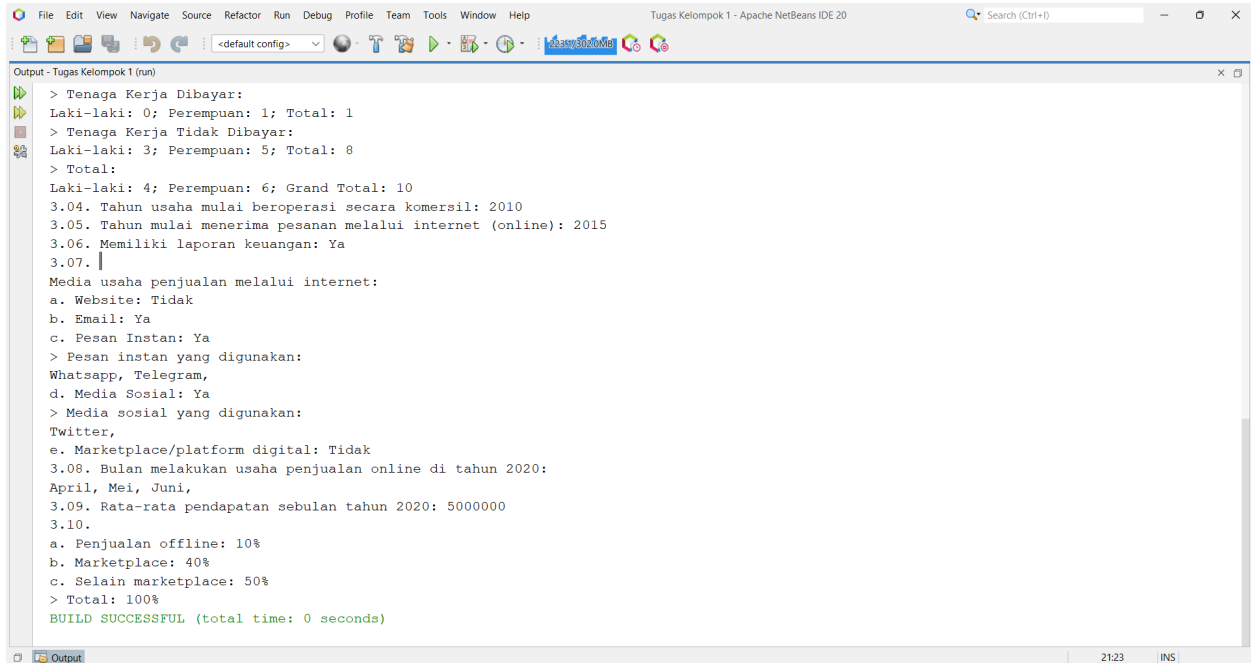 File Edit View Navigate Source Refactor Run Debug Profile Team Tools Window Help Tugas Kelompok 1 - Apache NetBeans IDE 20 Search (Ctrl+I)
<default config> 223.1/302.0MB
Output - Tugas Kelompok 1 (run)
> Tenaga Kerja Dibayar:
Laki-laki: 0; Perempuan: 1; Total: 1
> Tenaga Kerja Tidak Dibayar:
Laki-laki: 3; Perempuan: 5; Total: 8
> Total:
Laki-laki: 4; Perempuan: 6; Grand Total: 10
3.04. Tahun usaha mulai beroperasi secara komersil: 2010
3.05. Tahun mulai menerima pesanan melalui internet (online): 2015
3.06. Memiliki laporan keuangan: Ya
3.07.
Media usaha penjualan melalui internet:
a. Website: Tidak
b. Email: Ya
c. Pesan Instan: Ya
> Pesan instan yang digunakan:
Whatsapp, Telegram,
d. Media Sosial: Ya
> Media sosial yang digunakan:
Twitter,
e. Marketplace/platform digital: Tidak
3.08. Bulan melakukan usaha penjualan online di tahun 2020:
April, Mei, Juni,
3.09. Rata-rata pendapatan sebulan tahun 2020: 5000000
3.10.
a. Penjualan offline: 10%
b. Marketplace: 40%
c. Selain marketplace: 50%
> Total: 100%
BUILD SUCCESSFUL (total time: 0 seconds)
Output 21:23 INS